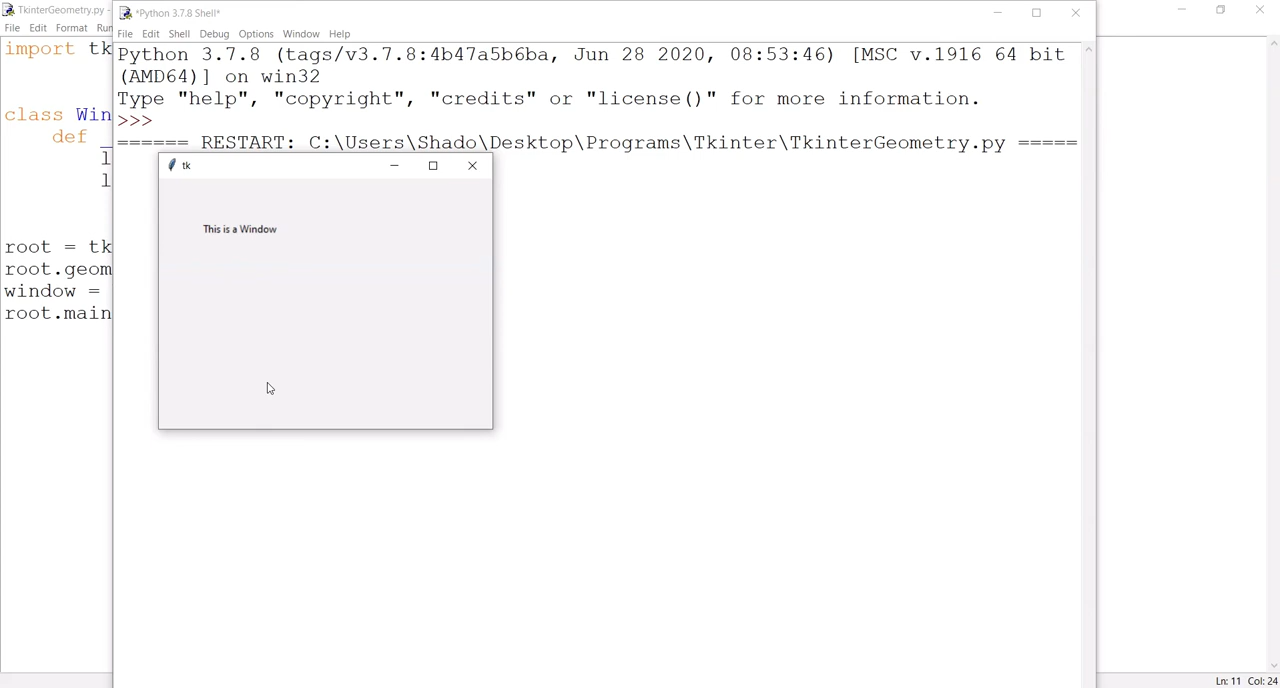 TkinterGeometry.py -
File Edit Format Run
import tk
class Win
def _
l
l
root = tk
root.geom
window =
root.main
*Python 3.7.8 Shell*
File Edit Shell Debug Options Window Help
Python 3.7.8 (tags/v3.7.8:4b47a5b6ba, Jun 28 2020, 08:53:46) [MSC v.1916 64 bit
(AMD64)] on win32
Type "help", "copyright", "credits" or "license()" for more information.
>>>
====== RESTART: C:\Users\Shado\Desktop\Programs\Tkinter\TkinterGeometry.py =====
tk
This is a Window
Ln: 11 Col: 24